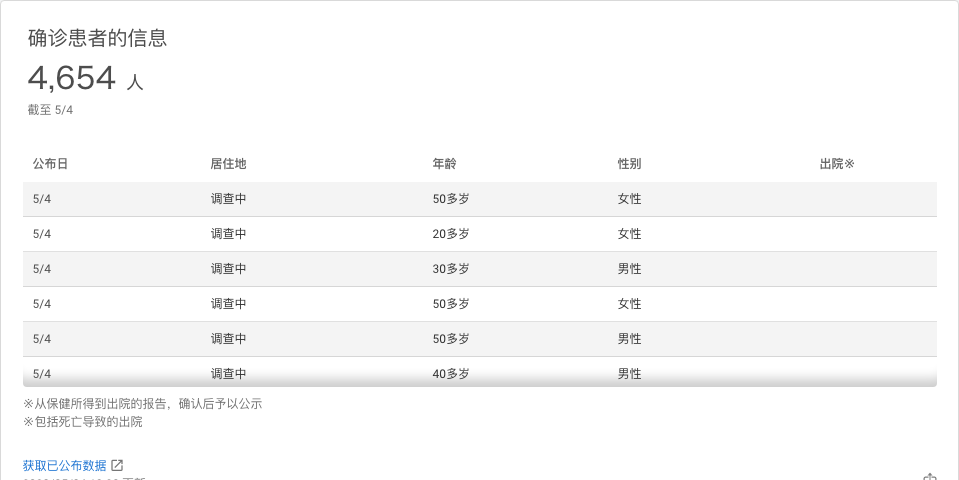 确诊患者的信息
4,654 人
截至 5/4
公布日 居住地 年龄 性别 出院※
5/4 调查中 50多岁 女性
5/4 调查中 20多岁 女性
5/4 调查中 30多岁 男性
5/4 调查中 50多岁 女性
5/4 调查中 50多岁 男性
5/4 调查中 40多岁 男性
※从保健所得到出院的报告，确认后予以公示
※包括死亡导致的出院
获取已公布数据